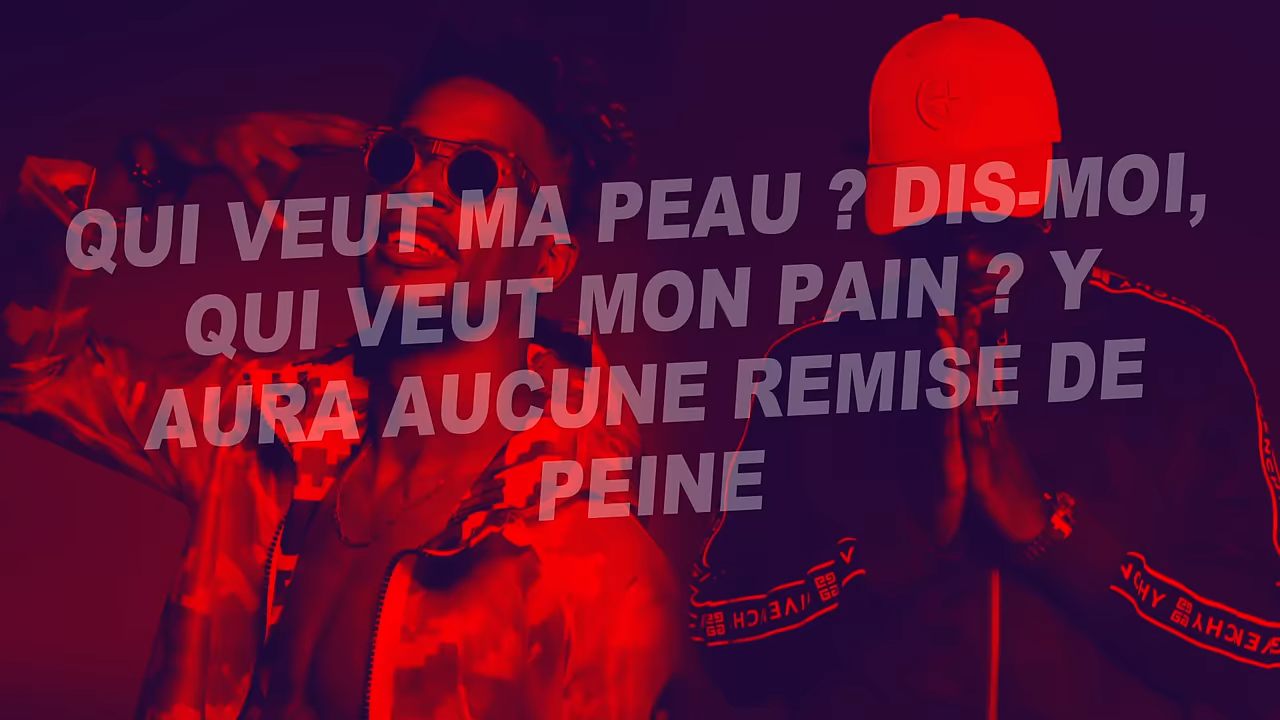 QUI VEUT MA PEAU ? DIS-MOI,
QUI VEUT MON PAIN ? Y
AURA AUCUNE REMISE DE
PEINE